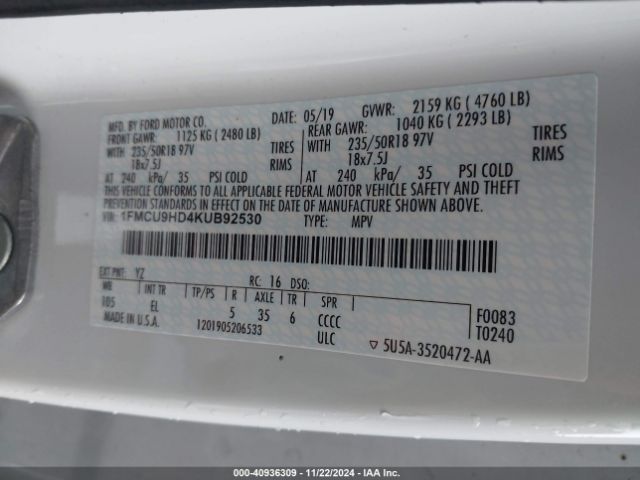 MFD. BY FORD MOTOR CO.
DATE: 05/19 GVWR: 2159 KG ( 4760 LB)
FRONT GAWR: 1125 KG ( 2480 LB)
REAR GAWR: 1040 KG ( 2293 LB)
WITH 235/50R18 97V TIRES
WITH 235/50R18 97V TIRES
18x7.5J RIMS
18x7.5J RIMS
AT 240 kPa/ 35 PSI COLD
AT 240 kPa/ 35 PSI COLD
THIS VEHICLE CONFORMS TO ALL APPLICABLE FEDERAL MOTOR VEHICLE SAFETY AND THEFT
PREVENTION STANDARDS IN EFFECT ON THE DATE OF MANUFACTURE SHOWN ABOVE.
VIN: 1FMCU9HD4KUB92530
TYPE: MPV
EXT PNT: YZ RC: 16 DSO:
WB INT TR TP/PS R AXLE TR SPR
105 EL 5 35 6 CCCC
F0083
T0240
MADE IN U.S.A. 1201905206533 ULC
▽ 5U5A-3520472-AA
000-40936309 - 11/22/2024 - IAA